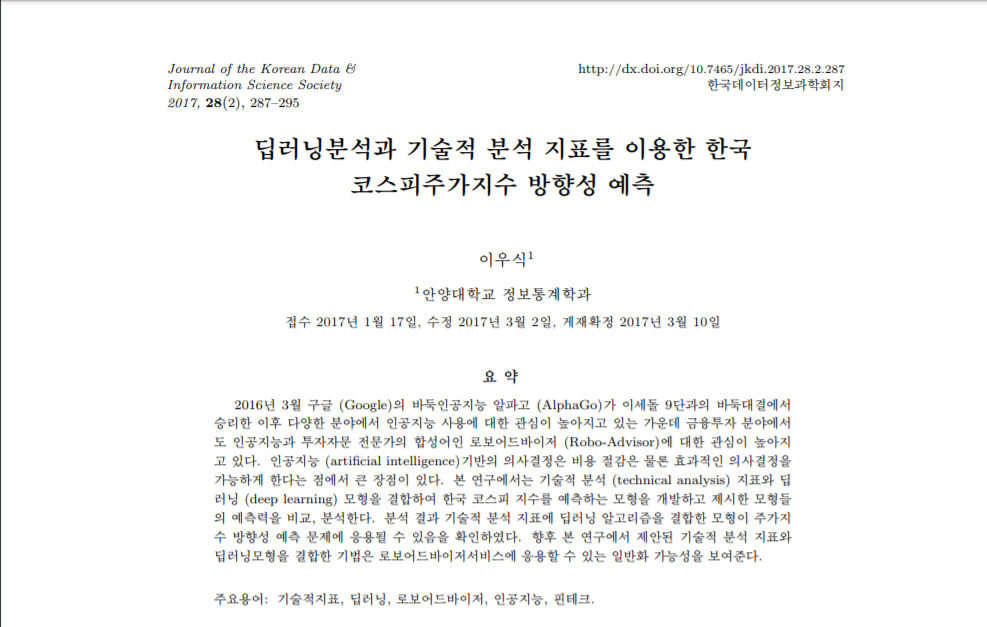 Journal of the Korean Data &
Information Science Society
2017, 28(2), 287–295
http://dx.doi.org/10.7465/jkdi.2017.28.2.287
한국데이터정보과학회지
딥러닝분석과 기술적 분석 지표를 이용한 한국
코스피주가지수 방향성 예측
이우식¹
¹안양대학교 정보통계학과
접수 2017년 1월 17일, 수정 2017년 3월 2일, 게재확정 2017년 3월 10일
요 약
2016년 3월 구글 (Google)의 바둑인공지능 알파고 (AlphaGo)가 이세돌 9단과의 바둑대결에서
승리한 이후 다양한 분야에서 인공지능 사용에 대한 관심이 높아지고 있는 가운데 금융투자 분야에서
도 인공지능과 투자자문 전문가의 합성어인 로보어드바이저 (Robo-Advisor)에 대한 관심이 높아지
고 있다. 인공지능 (artificial intelligence)기반의 의사결정은 비용 절감은 물론 효과적인 의사결정을
가능하게 한다는 점에서 큰 장점이 있다. 본 연구에서는 기술적 분석 (technical analysis) 지표와 딥
러닝 (deep learning) 모형을 결합하여 한국 코스피 지수를 예측하는 모형을 개발하고 제시한 모형들
의 예측력을 비교, 분석한다. 분석 결과 기술적 분석 지표에 딥러닝 알고리즘을 결합한 모형이 주가지
수 방향성 예측 문제에 응용될 수 있음을 확인하였다. 향후 본 연구에서 제안된 기술적 분석 지표와
딥러닝모형을 결합한 기법은 로보어드바이저서비스에 응용할 수 있는 일반화 가능성을 보여준다.
주요용어: 기술적지표, 딥러닝, 로보어드바이저, 인공지능, 핀테크.